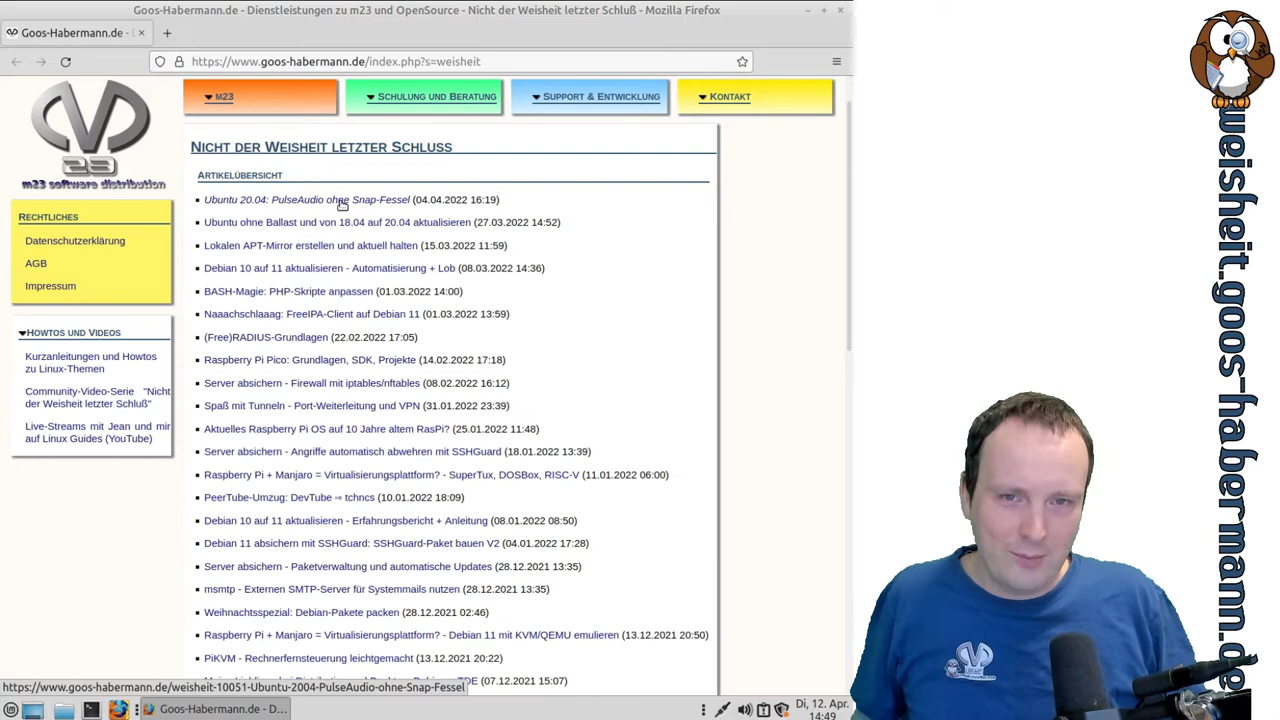 Goos-Habermann.de - Dienstleistungen zu m23 und OpenSource - Nicht der Weisheit letzter Schluß - Mozilla Firefox
Goos-Habermann.de - 
https://www.goos-habermann.de/index.php?s=weisheit
m23
Schulung und Beratung
Support & Entwicklung
Kontakt
23
m23 software distribution
Rechtliches
Datenschutzerklärung
AGB
Impressum
Howtos und Videos
Kurzanleitungen und Howtos
zu Linux-Themen
Community-Video-Serie "Nicht
der Weisheit letzter Schluß"
Live-Streams mit Jean und mir
auf Linux Guides (YouTube)
Nicht der Weisheit letzter Schluss
Artikelübersicht
Ubuntu 20.04: PulseAudio ohne Snap-Fessel (04.04.2022 16:19)
Ubuntu ohne Ballast und von 18.04 auf 20.04 aktualisieren (27.03.2022 14:52)
Lokalen APT-Mirror erstellen und aktuell halten (15.03.2022 11:59)
Debian 10 auf 11 aktualisieren - Automatisierung + Lob (08.03.2022 14:36)
BASH-Magie: PHP-Skripte anpassen (01.03.2022 14:00)
Naaachschlaaag: FreeIPA-Client auf Debian 11 (01.03.2022 13:59)
(Free)RADIUS-Grundlagen (22.02.2022 17:05)
Raspberry Pi Pico: Grundlagen, SDK, Projekte (14.02.2022 17:18)
Server absichern - Firewall mit iptables/nftables (08.02.2022 16:12)
Spaß mit Tunneln - Port-Weiterleitung und VPN (31.01.2022 23:39)
Aktuelles Raspberry Pi OS auf 10 Jahre altem RasPi? (25.01.2022 11:48)
Server absichern - Angriffe automatisch abwehren mit SSHGuard (18.01.2022 13:39)
Raspberry Pi + Manjaro = Virtualisierungsplattform? - SuperTux, DOSBox, RISC-V (11.01.2022 06:00)
PeerTube-Umzug: DevTube ⇒ tchncs (10.01.2022 18:09)
Debian 10 auf 11 aktualisieren - Erfahrungsbericht + Anleitung (08.01.2022 08:50)
Debian 11 absichern mit SSHGuard: SSHGuard-Paket bauen V2 (04.01.2022 17:28)
Server absichern - Paketverwaltung und automatische Updates (28.12.2021 13:35)
msmtp - Externen SMTP-Server für Systemmails nutzen (28.12.2021 13:35)
Weihnachtsspezial: Debian-Pakete packen (28.12.2021 02:46)
Raspberry Pi + Manjaro = Virtualisierungsplattform? - Debian 11 mit KVM/QEMU emulieren (13.12.2021 20:50)
PiKVM - Rechnerfernsteuerung leichtgemacht (13.12.2021 20:22)
TDE (07.12.2021 15:07)
https://www.goos-habermann.de/weisheit-10051-Ubuntu-2004-PulseAudio-ohne-Snap-Fessel
Goos-Habermann.de - D...
Di, 12. Apr.
14:49
weisheit.goos-habermann.de